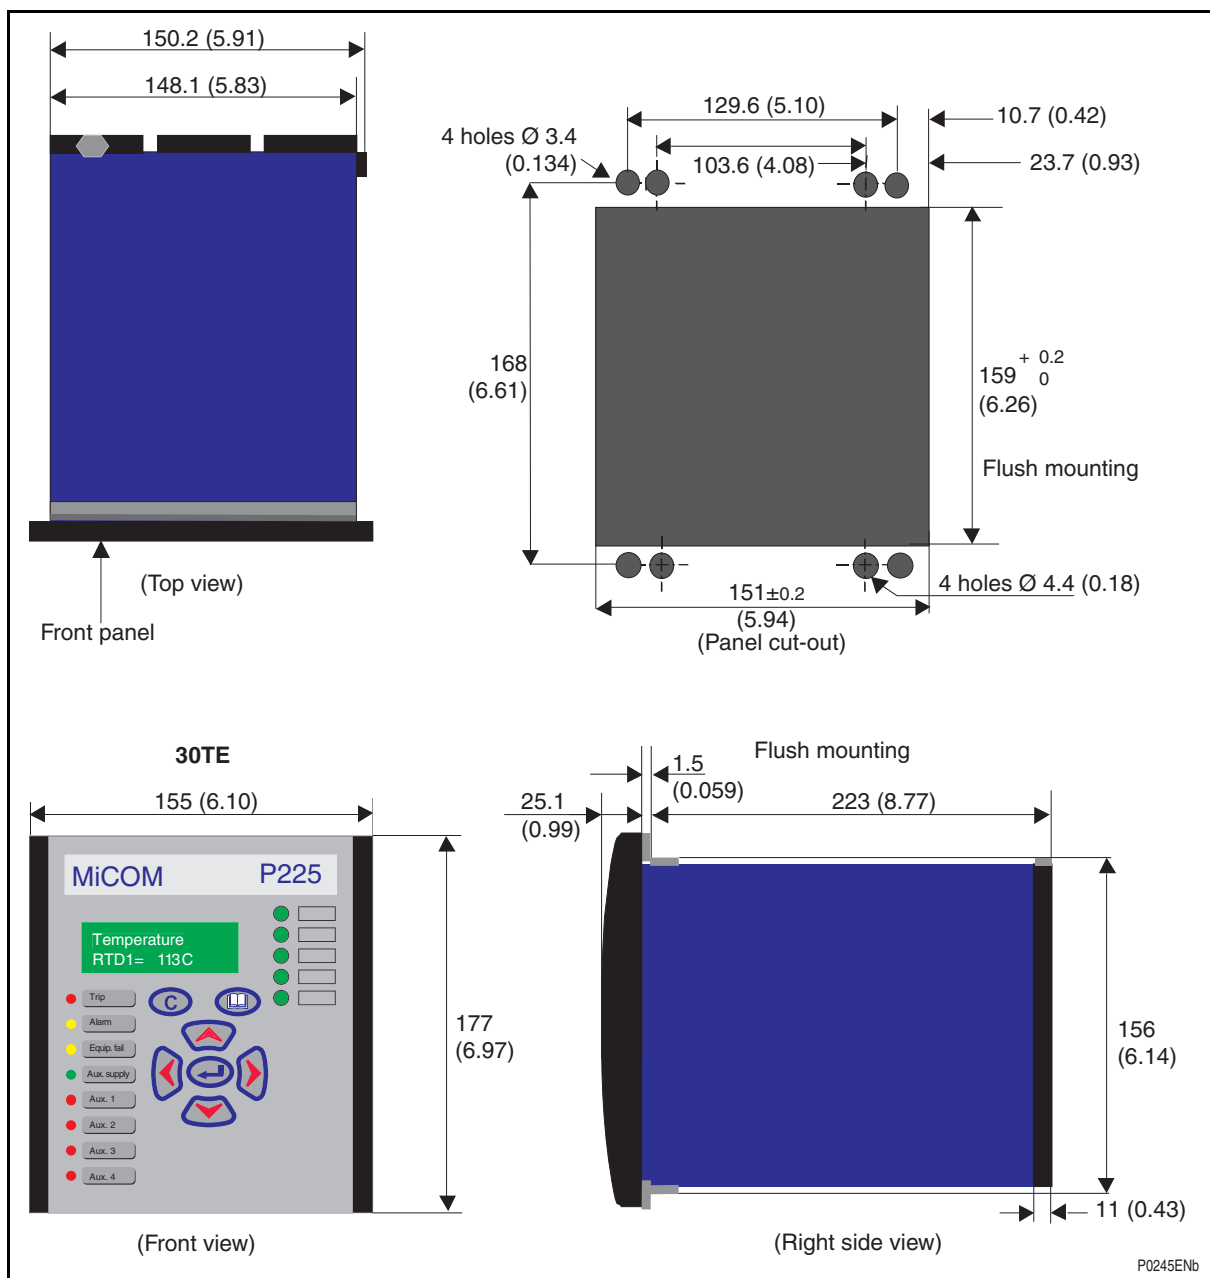 150.2 (5.91)
148.1 (5.83)
(Top view)
Front panel
129.6 (5.10)
10.7 (0.42)
4 holes Ø 3.4
(0.134)
103.6 (4.08)
23.7 (0.93)
168
(6.61)
159 + 0.2
0
(6.26)
Flush mounting
4 holes Ø 4.4 (0.18)
151±0.2
(5.94)
(Panel cut-out)
30TE
155 (6.10)
MiCOM P225
Temperature
RTD1= 113C
C
Trip
Alarm
Equip. fail
Aux. supply
Aux. 1
Aux. 2
Aux. 3
Aux. 4
177
(6.97)
(Front view)
Flush mounting
1.5
(0.059)
25.1
(0.99)
223 (8.77)
156
(6.14)
11 (0.43)
(Right side view)
P0245ENb